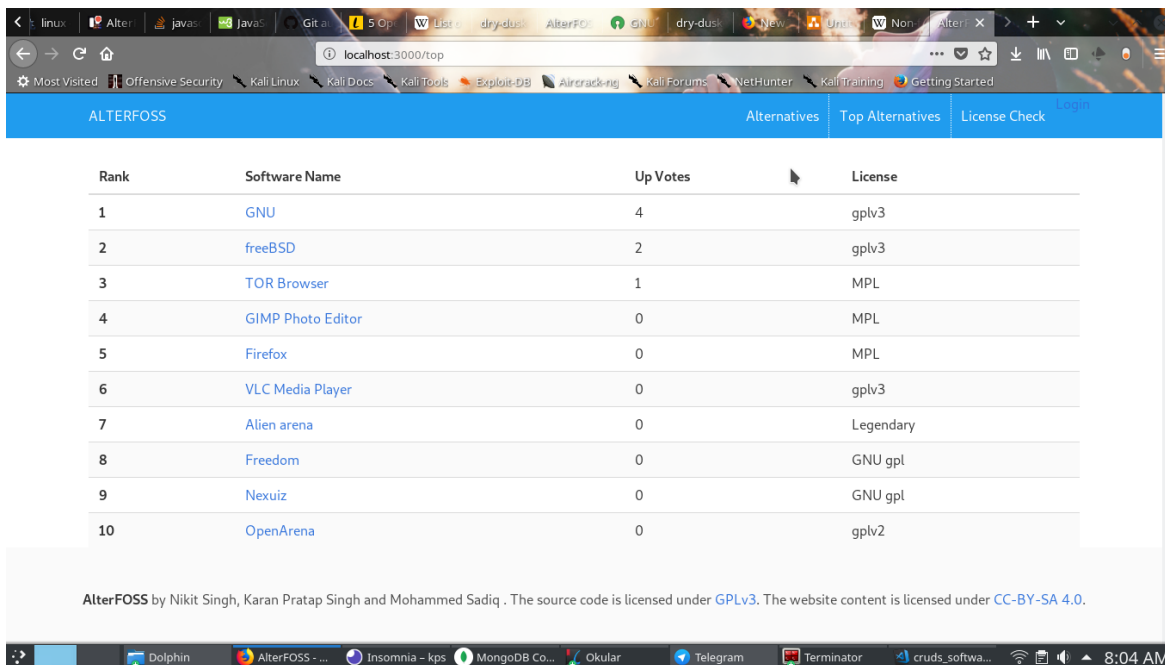 linux Alter javas JavaS Git a 5 Op List dry-dusk AlterFO GNU dry-dusk New Unti Non- AlterF
localhost:3000/top
Most Visited Offensive Security Kali Linux Kali Docs Kali Tools Exploit-DB Aircrack-ng Kali Forums NetHunter Kali Training Getting Started
ALTERFOSS Alternatives Top Alternatives License Check Login
Rank Software Name Up Votes License
1 GNU 4 gplv3
2 freeBSD 2 gplv3
3 TOR Browser 1 MPL
4 GIMP Photo Editor 0 MPL
5 Firefox 0 MPL
6 VLC Media Player 0 gplv3
7 Alien arena 0 Legendary
8 Freedom 0 GNU gpl
9 Nexuiz 0 GNU gpl
10 OpenArena 0 gplv2
AlterFOSS by Nikit Singh, Karan Pratap Singh and Mohammed Sadiq . The source code is licensed under GPLv3. The website content is licensed under CC-BY-SA 4.0.
Dolphin AlterFOSS - ... Insomnia – kps MongoDB Co... Okular Telegram Terminator cruds_softwa... 8:04 AM